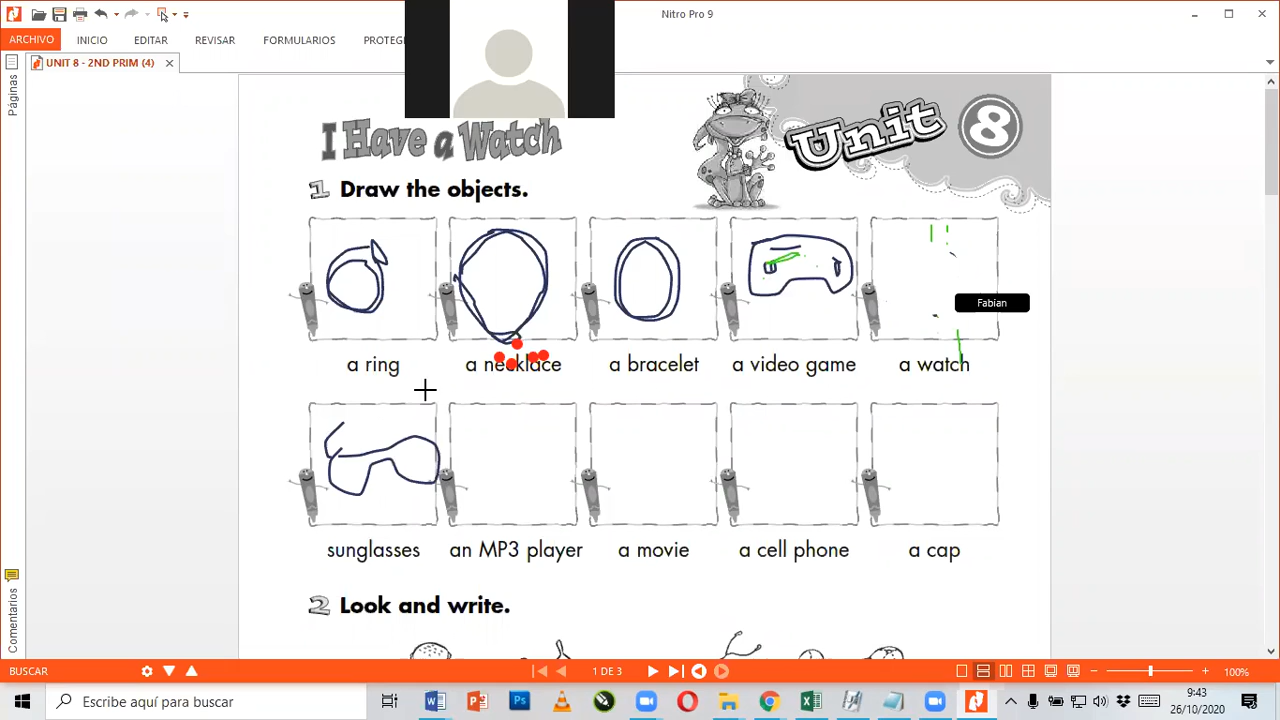 Nitro Pro 9
ARCHIVO INICIO EDITAR REVISAR FORMULARIOS PROTEGE
UNIT 8 - 2ND PRIM (4)
Páginas
I Have a Watch
Unit 8
1 Draw the objects.
Fabian
a ring a necklace a bracelet a video game a watch
sunglasses an MP3 player a movie a cell phone a cap
2 Look and write.
Comentarios
BUSCAR 1 DE 3 100%
Escribe aquí para buscar
9:43
26/10/2020